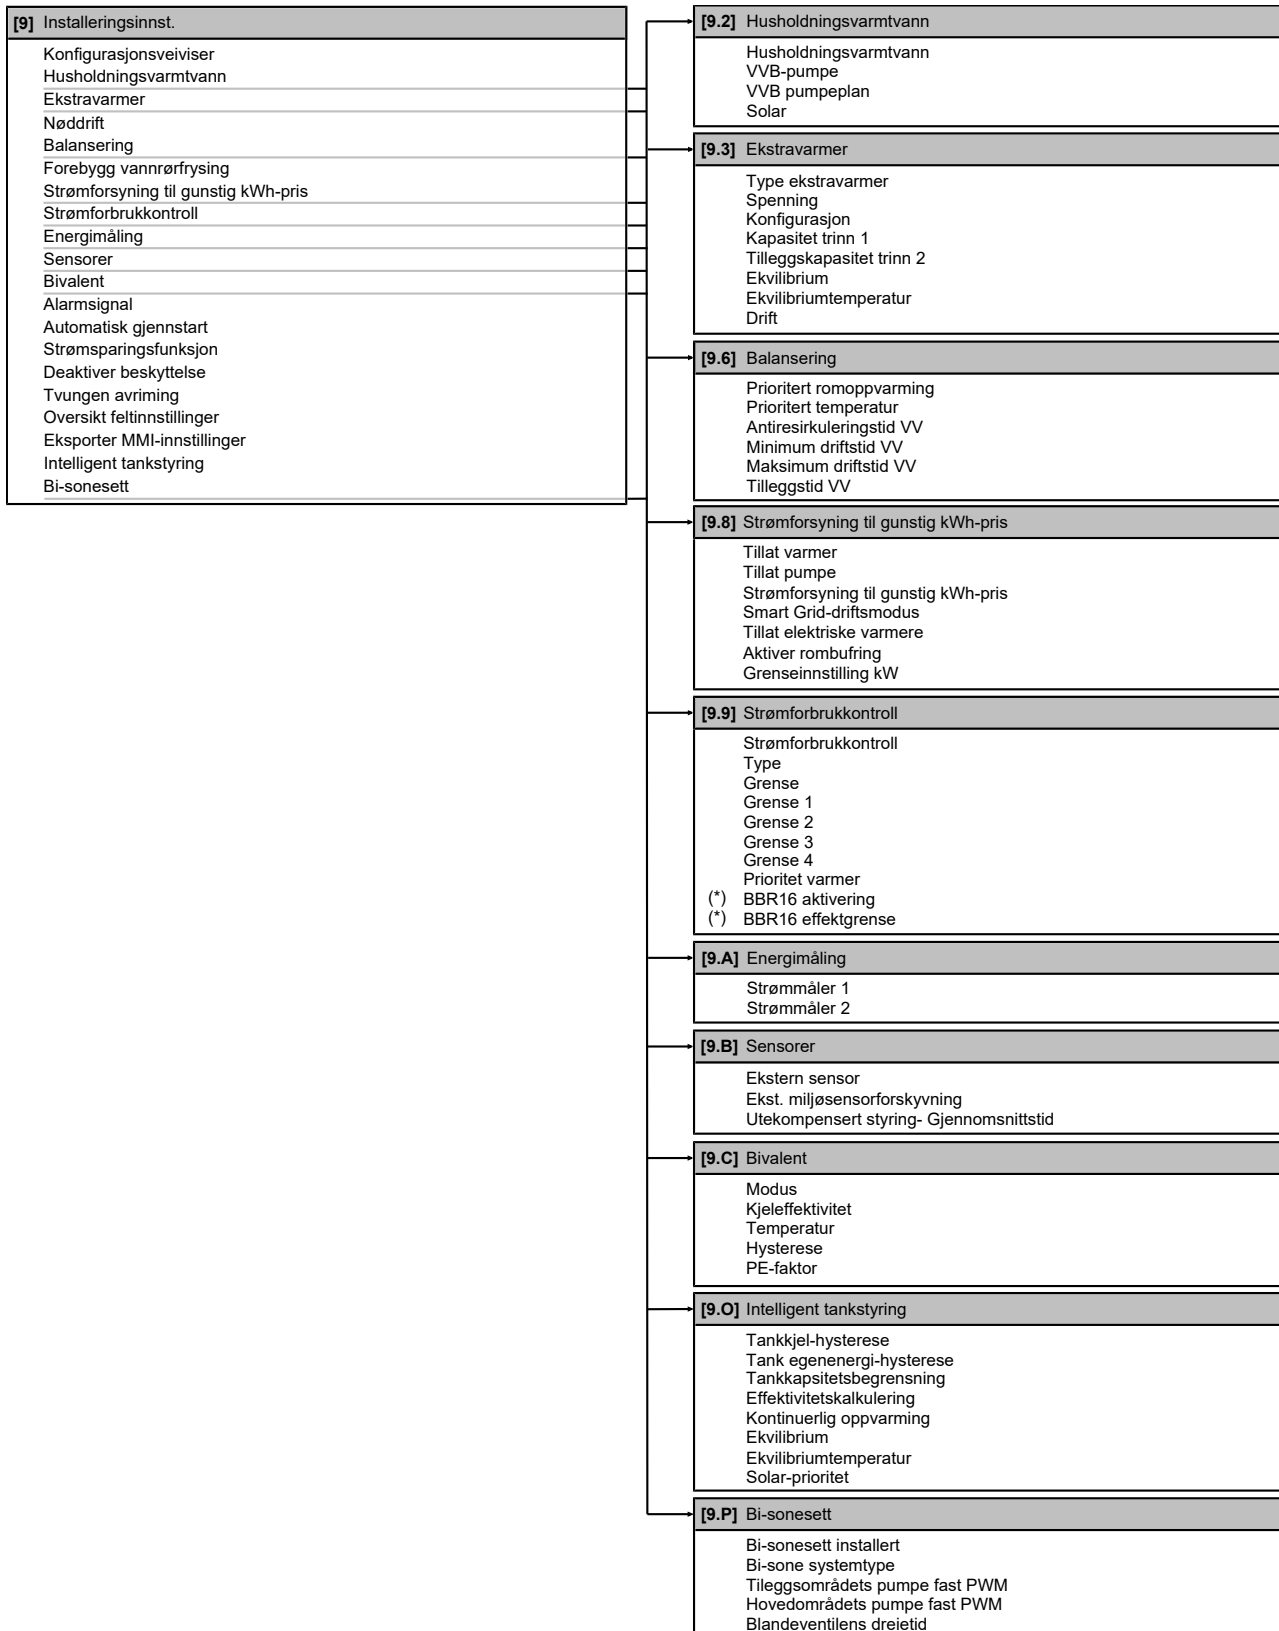 [9] Installeringsinnst.
Konfigurasjonsveiviser
Husholdningsvarmtvann
Ekstravarmer
Nøddrift
Balansering
Forebygg vannrørfrysing
Strømforsyning til gunstig kWh-pris
Strømforbrukkontroll
Energimåling
Sensorer
Bivalent
Alarmsignal
Automatisk gjennstart
Strømsparingsfunksjon
Deaktiver beskyttelse
Tvungen avriming
Oversikt feltinnstillinger
Eksporter MMI-innstillinger
Intelligent tankstyring
Bi-sonesett
[9.2] Husholdningsvarmtvann
Husholdningsvarmtvann
VVB-pumpe
VVB pumpeplan
Solar
[9.3] Ekstravarmer
Type ekstravarmer
Spenning
Konfigurasjon
Kapasitet trinn 1
Tilleggskapasitet trinn 2
Ekvilibrium
Ekvilibriumtemperatur
Drift
[9.6] Balansering
Prioritert romoppvarming
Prioritert temperatur
Antiresirkuleringstid VV
Minimum driftstid VV
Maksimum driftstid VV
Tilleggstid VV
[9.8] Strømforsyning til gunstig kWh-pris
Tillat varmer
Tillat pumpe
Strømforsyning til gunstig kWh-pris
Smart Grid-driftsmodus
Tillat elektriske varmere
Aktiver rombufring
Grenseinnstilling kW
[9.9] Strømforbrukkontroll
Strømforbrukkontroll
Type
Grense
Grense 1
Grense 2
Grense 3
Grense 4
Prioritet varmer
(*) BBR16 aktivering
(*) BBR16 effektgrense
[9.A] Energimåling
Strømmåler 1
Strømmåler 2
[9.B] Sensorer
Ekstern sensor
Ekst. miljøsensorforskyvning
Utekompensert styring- Gjennomsnittstid
[9.C] Bivalent
Modus
Kjeleffektivitet
Temperatur
Hysterese
PE-faktor
[9.O] Intelligent tankstyring
Tankkjel-hysterese
Tank egenenergi-hysterese
Tankkapsitetsbegrensning
Effektivitetskalkulering
Kontinuerlig oppvarming
Ekvilibrium
Ekvilibriumtemperatur
Solar-prioritet
[9.P] Bi-sonesett
Bi-sonesett installert
Bi-sone systemtype
Tileggsområdets pumpe fast PWM
Hovedområdets pumpe fast PWM
Blandeventilens dreietid